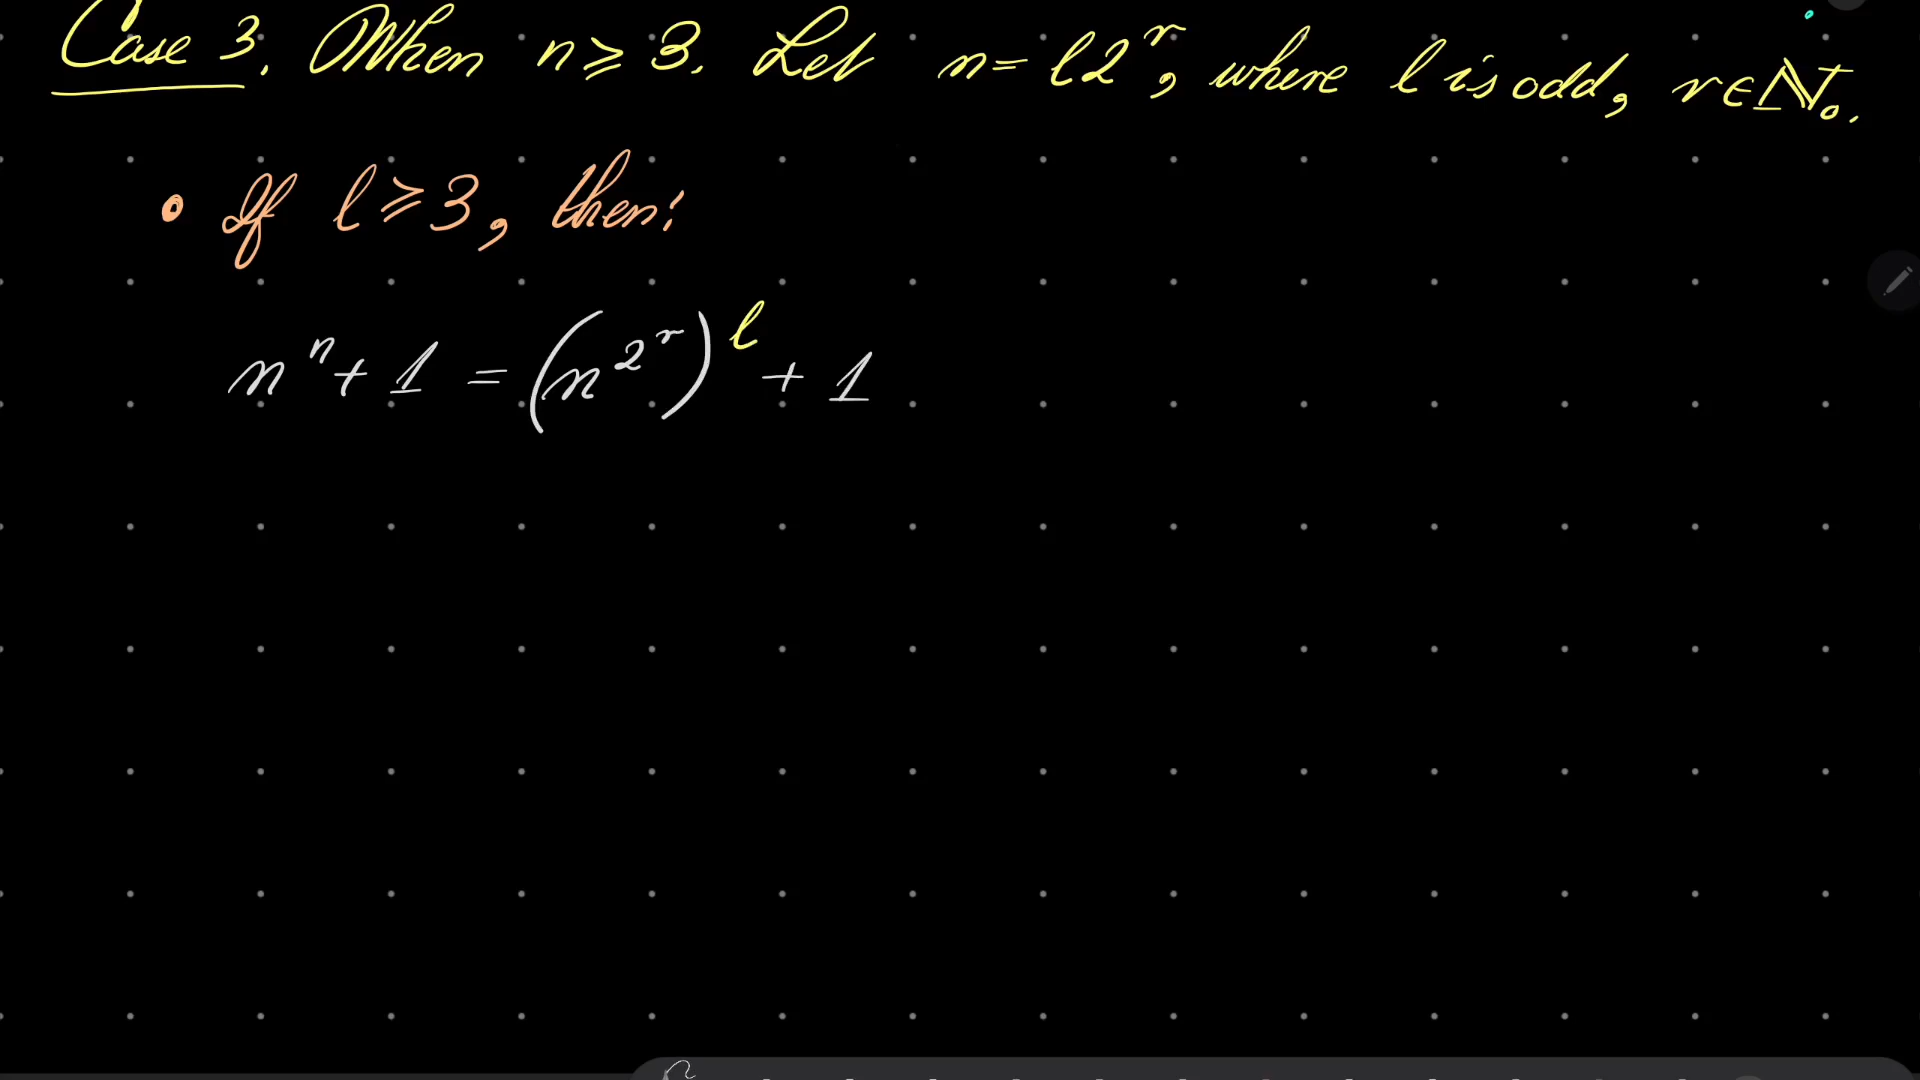 Case 3. When n ⩾ 3. Let n = l2^r, where l is odd, r ∈ ℕ₀.
• If l ⩾ 3, then:
n^n + 1 = (n^{2^r})^l + 1